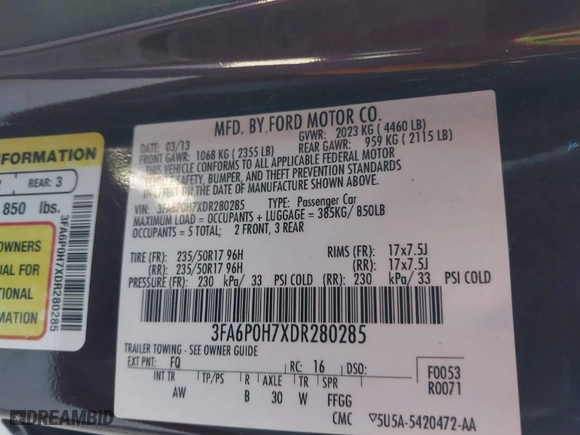 MFD. BY FORD MOTOR CO.
DATE: 03/13 GVWR: 2023 KG ( 4460 LB)
FRONT GAWR: 1068 KG ( 2355 LB) REAR GAWR: 959 KG ( 2115 LB)
THIS VEHICLE CONFORMS TO ALL APPLICABLE FEDERAL MOTOR
SAFETY, BUMPER, AND THEFT PREVENTION STANDARDS IN EFFECT
DATE OF MANUFACTURE SHOWN ABOVE.
VIN: 3FA6P0H7XDR280285 TYPE: Passenger Car
MAXIMUM LOAD = OCCUPANTS + LUGGAGE = 385KG/ 850LB
OCCUPANTS = 5 TOTAL; 2 FRONT, 3 REAR
TIRE (FR): 235/50R17 96H RIMS (FR): 17x7.5J
(RR): 235/50R17 96H (RR): 17x7.5J
PRESSURE (FR): 230 kPa/ 33 PSI COLD (RR): 230 kPa/ 33 PSI COLD
3FA6P0H7XDR280285
TRAILER TOWING - SEE OWNER GUIDE
EXT PNT: FQ RC: 16 DSO: F0053
R0071
INT TR TP/PS R AXLE TR SPR
AW B 30 W FFGG
CMC 5U5A-5420472-AA
INFORMATION
REAR: 3
850 lbs.
OWNERS
UAL FOR
TIONAL
MATION
3FA6P0H7XDR280285
© DREAMBID